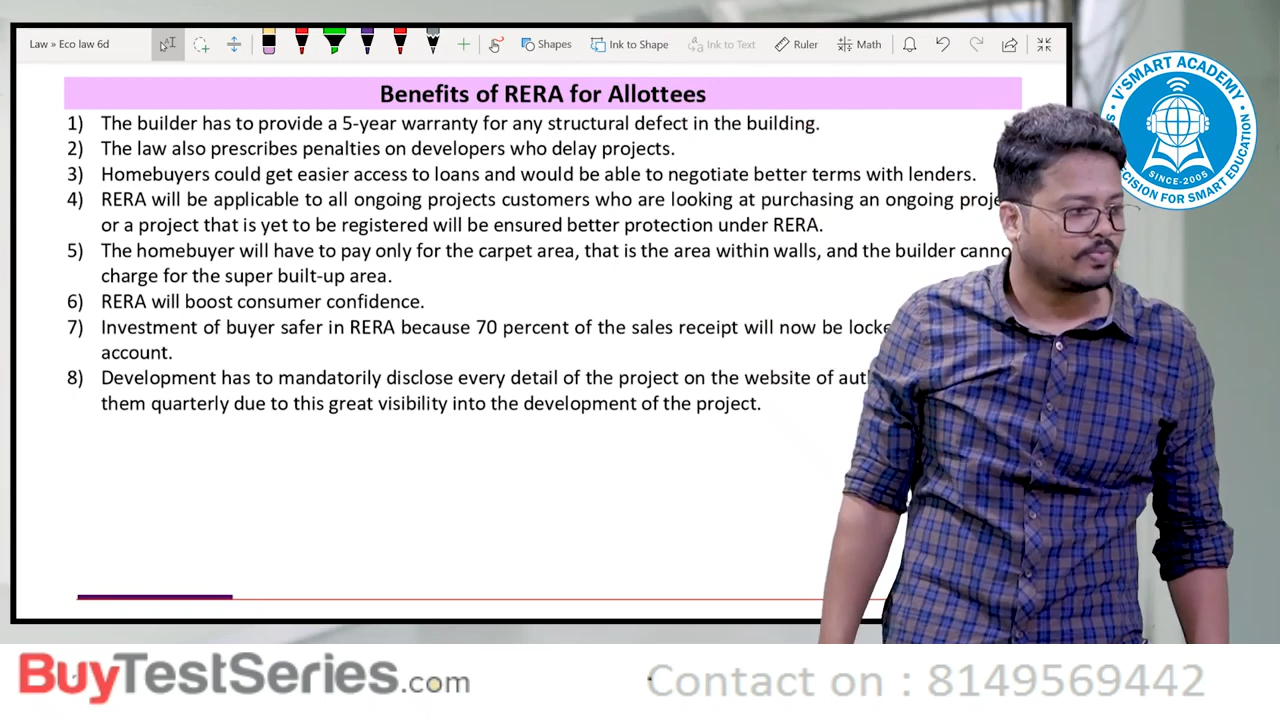 Law » Eco law 6d
Shapes
Ink to Shape
Ink to Text
Ruler
Math
Benefits of RERA for Allottees
1) The builder has to provide a 5-year warranty for any structural defect in the building.
2) The law also prescribes penalties on developers who delay projects.
3) Homebuyers could get easier access to loans and would be able to negotiate better terms with lenders.
4) RERA will be applicable to all ongoing projects customers who are looking at purchasing an ongoing
or a project that is yet to be registered will be ensured better protection under RERA.
5) The homebuyer will have to pay only for the carpet area, that is the area within walls, and the builder
charge for the super built-up area.
6) RERA will boost consumer confidence.
7) Investment of buyer safer in RERA because 70 percent of the sales receipt will now be
account.
8) Development has to mandatorily disclose every detail of the project on the website of
them quarterly due to this great visibility into the development of the project.
V'SMART ACADEMY
SINCE-2005
FOR SMART EDUCATION
BuyTestSeries.com
Contact on : 8149569442